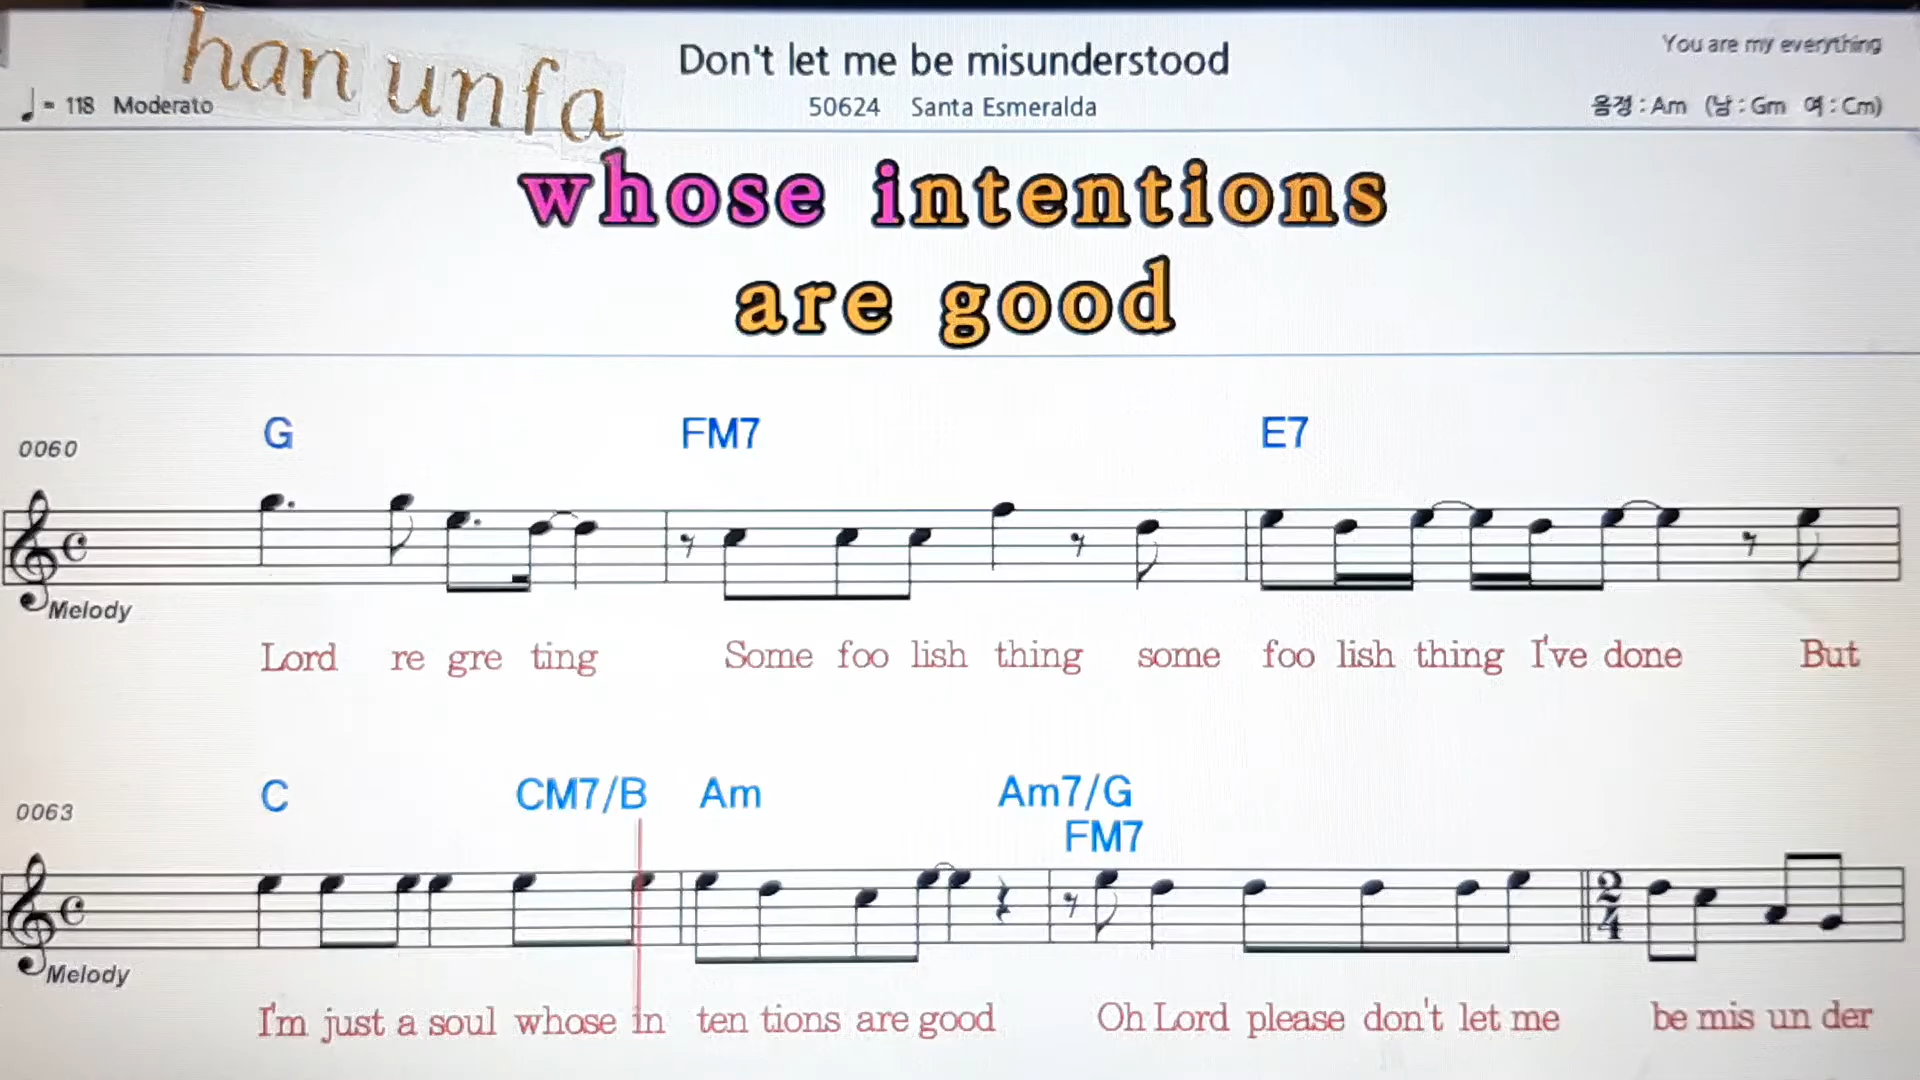 han unfa
Don't let me be misunderstood
You are my everything
♩= 118 Moderato
50624 Santa Esmeralda
음정 : Am (남 : Gm 여 : Cm)
whose intentions
are good
0060
G FM7 E7
Melody
Lord re gre ting Some foo lish thing some foo lish thing I've done But
0063
C CM7/B Am Am7/G
FM7
2
4
Melody
I'm just a soul whose in ten tions are good Oh Lord please don't let me be mis un der